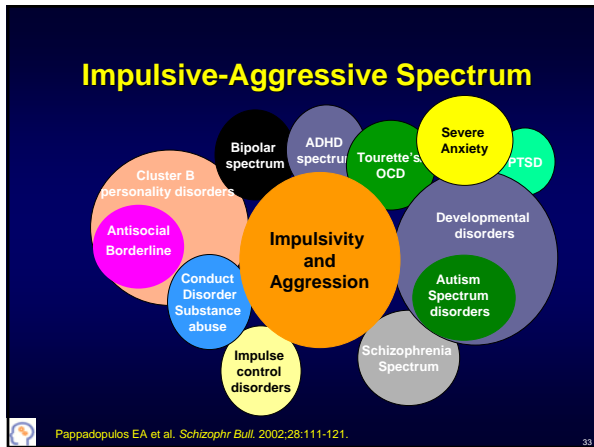 Impulsive-Aggressive Spectrum
Bipolar
spectrum
ADHD
spectrum
Tourette's
OCD
Severe
Anxiety
PTSD
Cluster B
personality disorders
Antisocial
Borderline
Impulsivity
and
Aggression
Developmental
disorders
Conduct
Disorder
Substance
abuse
Autism
Spectrum
disorders
Impulse
control
disorders
Schizophrenia
Spectrum
Pappadopulos EA et al. Schizophr Bull. 2002;28:111-121.
33